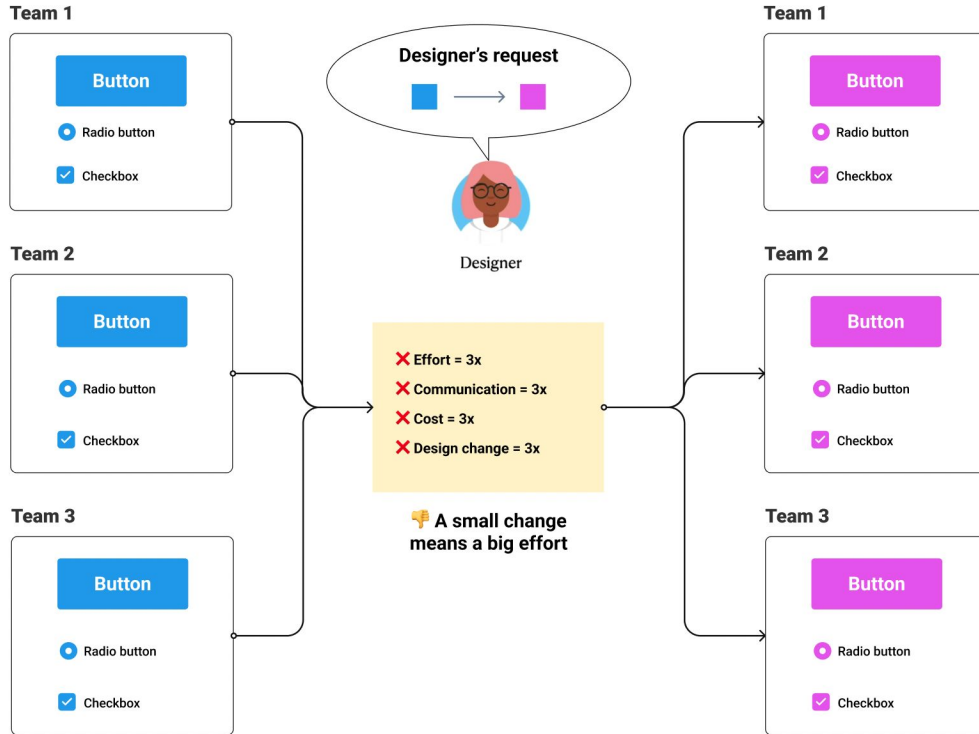 Team 1
Button
Radio button
Checkbox
Team 2
Button
Radio button
Checkbox
Team 3
Button
Radio button
Checkbox
Designer's request
Designer
Effort = 3x
Communication = 3x
Cost = 3x
Design change = 3x
A small change
means a big effort
Team 1
Button
Radio button
Checkbox
Team 2
Button
Radio button
Checkbox
Team 3
Button
Radio button
Checkbox